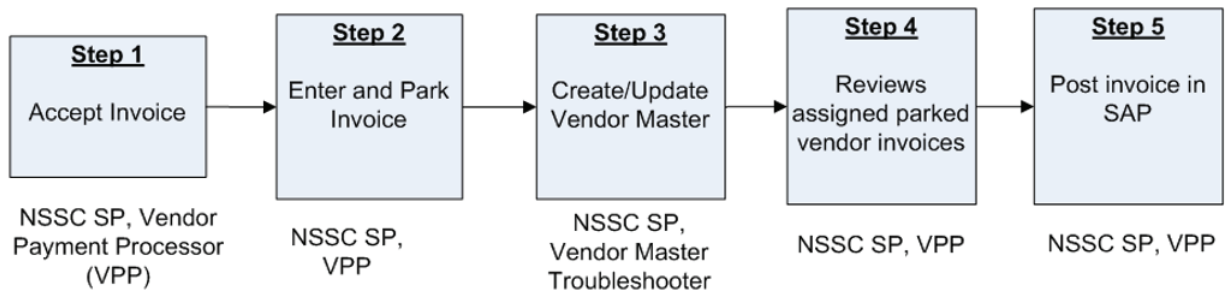 Step 1
Accept Invoice
NSSC SP, Vendor
Payment Processor
(VPP)
Step 2
Enter and Park
Invoice
NSSC SP,
VPP
Step 3
Create/Update
Vendor Master
NSSC SP,
Vendor Master
Troubleshooter
Step 4
Reviews
assigned parked
vendor invoices
NSSC SP, VPP
Step 5
Post invoice in
SAP
NSSC SP, VPP